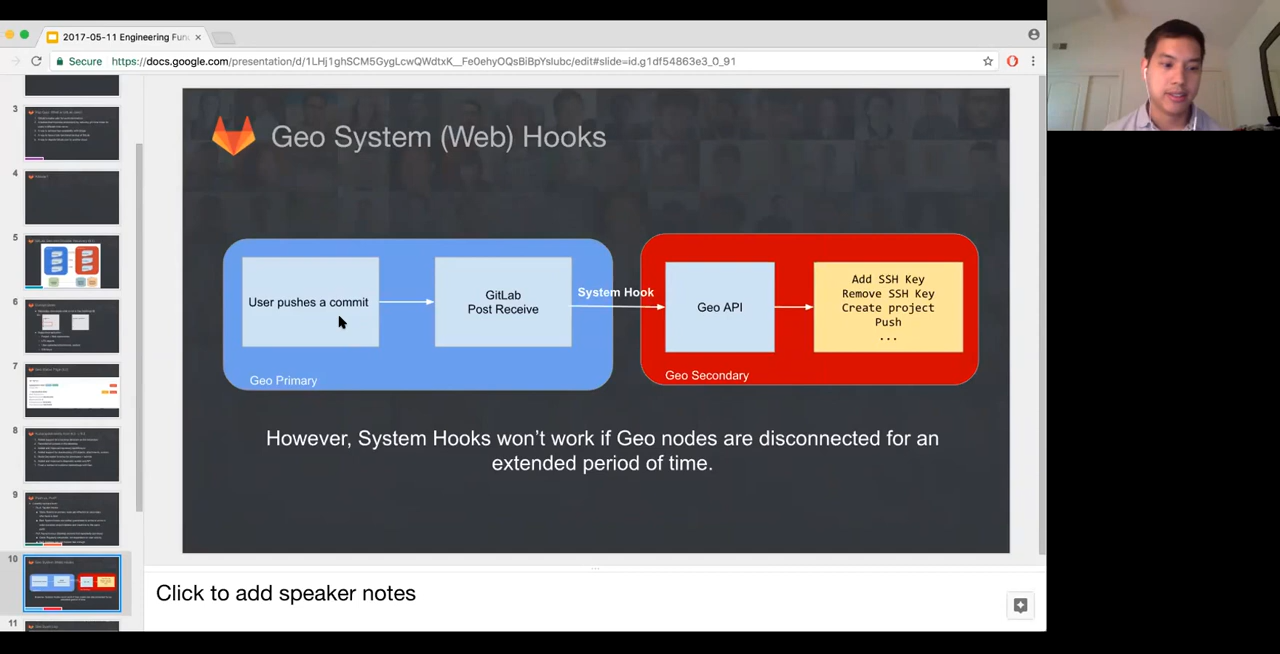 2017-05-11 Engineering Fun
Secure
https://docs.google.com/presentation/d/1LHj1ghSCM5GygLcwQWdtxK__Fe0ehyOQsBiBpYslubc/edit#slide=id.g1df54863e3_0_91
3
4
5
6
7
8
9
10
11
Geo System (Web) Hooks
User pushes a commit
GitLab
Post Receive
System Hook
Geo API
Add SSH Key
Remove SSH Key
Create project
Push
...
Geo Primary
Geo Secondary
However, System Hooks won't work if Geo nodes are disconnected for an
extended period of time.
Click to add speaker notes